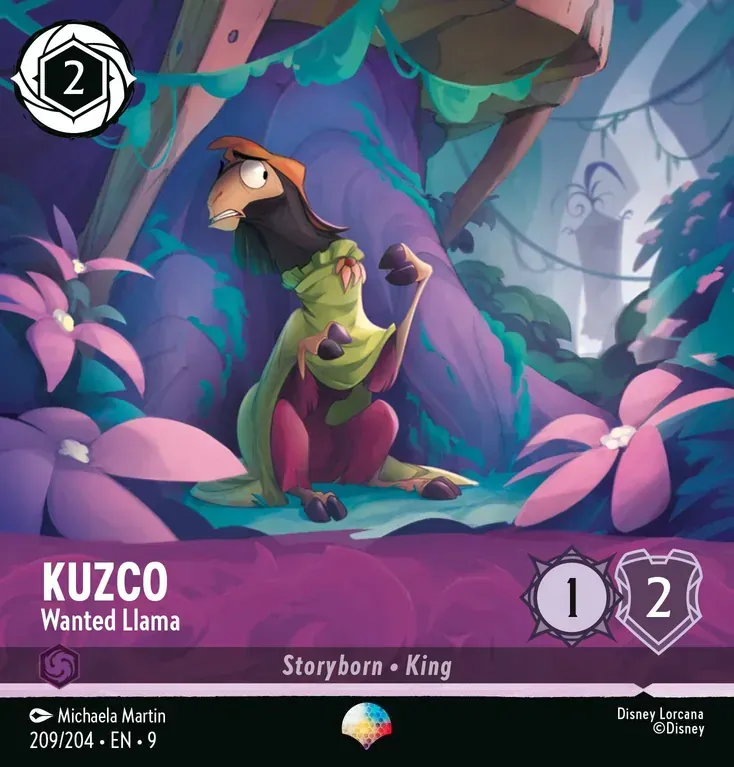 2
KUZCO
Wanted Llama
1
2
Storyborn • King
Michaela Martin
209/204 • EN • 9
Disney Lorcana
©Disney